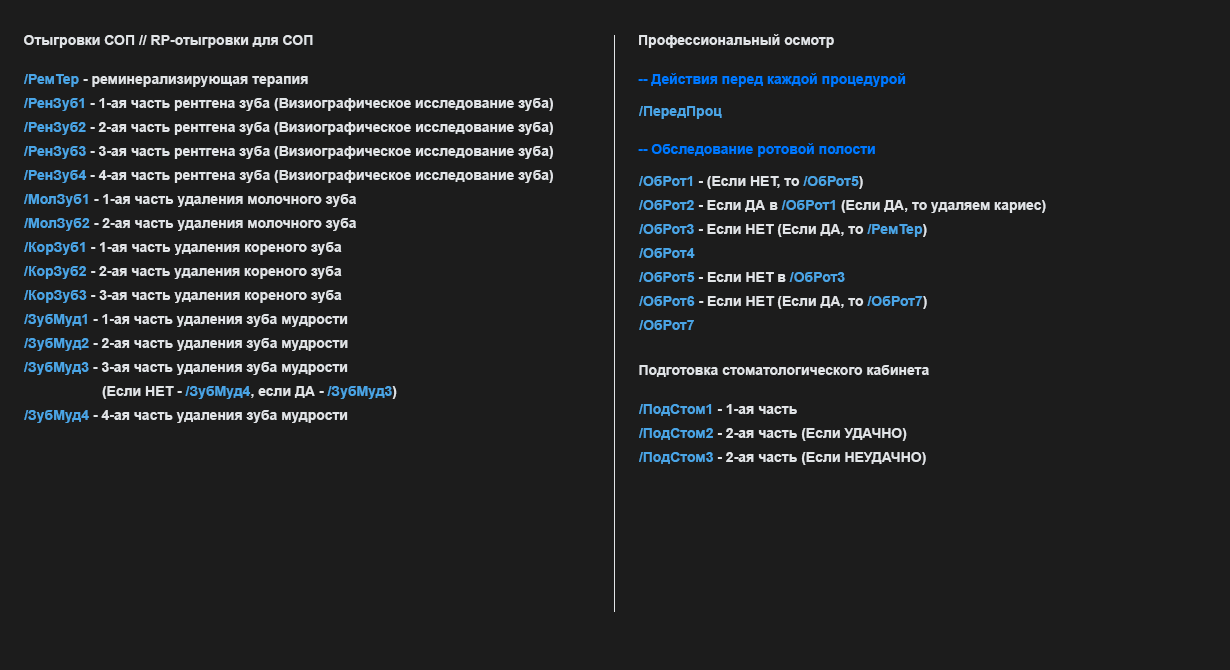 Отыгровки СОП // RP-отыгровки для СОП
/РемТер - реминерализирующая терапия
/РенЗуб1 - 1-ая часть рентгена зуба (Визиографическое исследование зуба)
/РенЗуб2 - 2-ая часть рентгена зуба (Визиографическое исследование зуба)
/РенЗуб3 - 3-ая часть рентгена зуба (Визиографическое исследование зуба)
/РенЗуб4 - 4-ая часть рентгена зуба (Визиографическое исследование зуба)
/МолЗуб1 - 1-ая часть удаления молочного зуба
/МолЗуб2 - 2-ая часть удаления молочного зуба
/КорЗуб1 - 1-ая часть удаления кореного зуба
/КорЗуб2 - 2-ая часть удаления кореного зуба
/КорЗуб3 - 3-ая часть удаления кореного зуба
/ЗубМуд1 - 1-ая часть удаления зуба мудрости
/ЗубМуд2 - 2-ая часть удаления зуба мудрости
/ЗубМуд3 - 3-ая часть удаления зуба мудрости
(Если НЕТ - /ЗубМуд4, если ДА - /ЗубМуд3)
/ЗубМуд4 - 4-ая часть удаления зуба мудрости
Профессиональный осмотр
-- Действия перед каждой процедурой
/ПередПроц
-- Обследование ротовой полости
/ОбРот1 - (Если НЕТ, то /ОбРот5)
/ОбРот2 - Если ДА в /ОбРот1 (Если ДА, то удаляем кариес)
/ОбРот3 - Если НЕТ (Если ДА, то /РемТер)
/ОбРот4
/ОбРот5 - Если НЕТ в /ОбРот3
/ОбРот6 - Если НЕТ (Если ДА, то /ОбРот7)
/ОбРот7
Подготовка стоматологического кабинета
/ПодСтом1 - 1-ая часть
/ПодСтом2 - 2-ая часть (Если УДАЧНО)
/ПодСтом3 - 2-ая часть (Если НЕУДАЧНО)